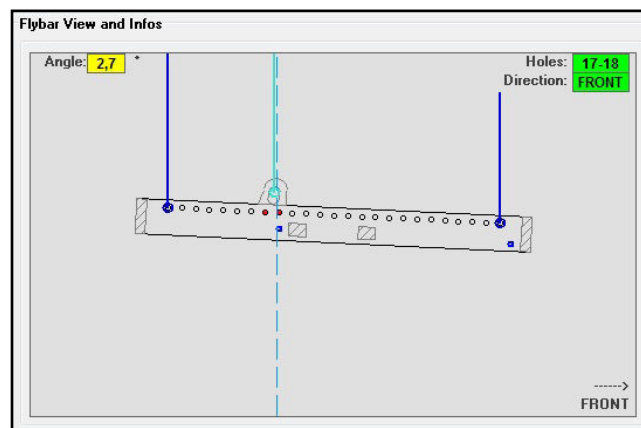 Flybar View and Infos
Angle: 2,7 °
Holes: 17-18
Direction: FRONT
------>
FRONT